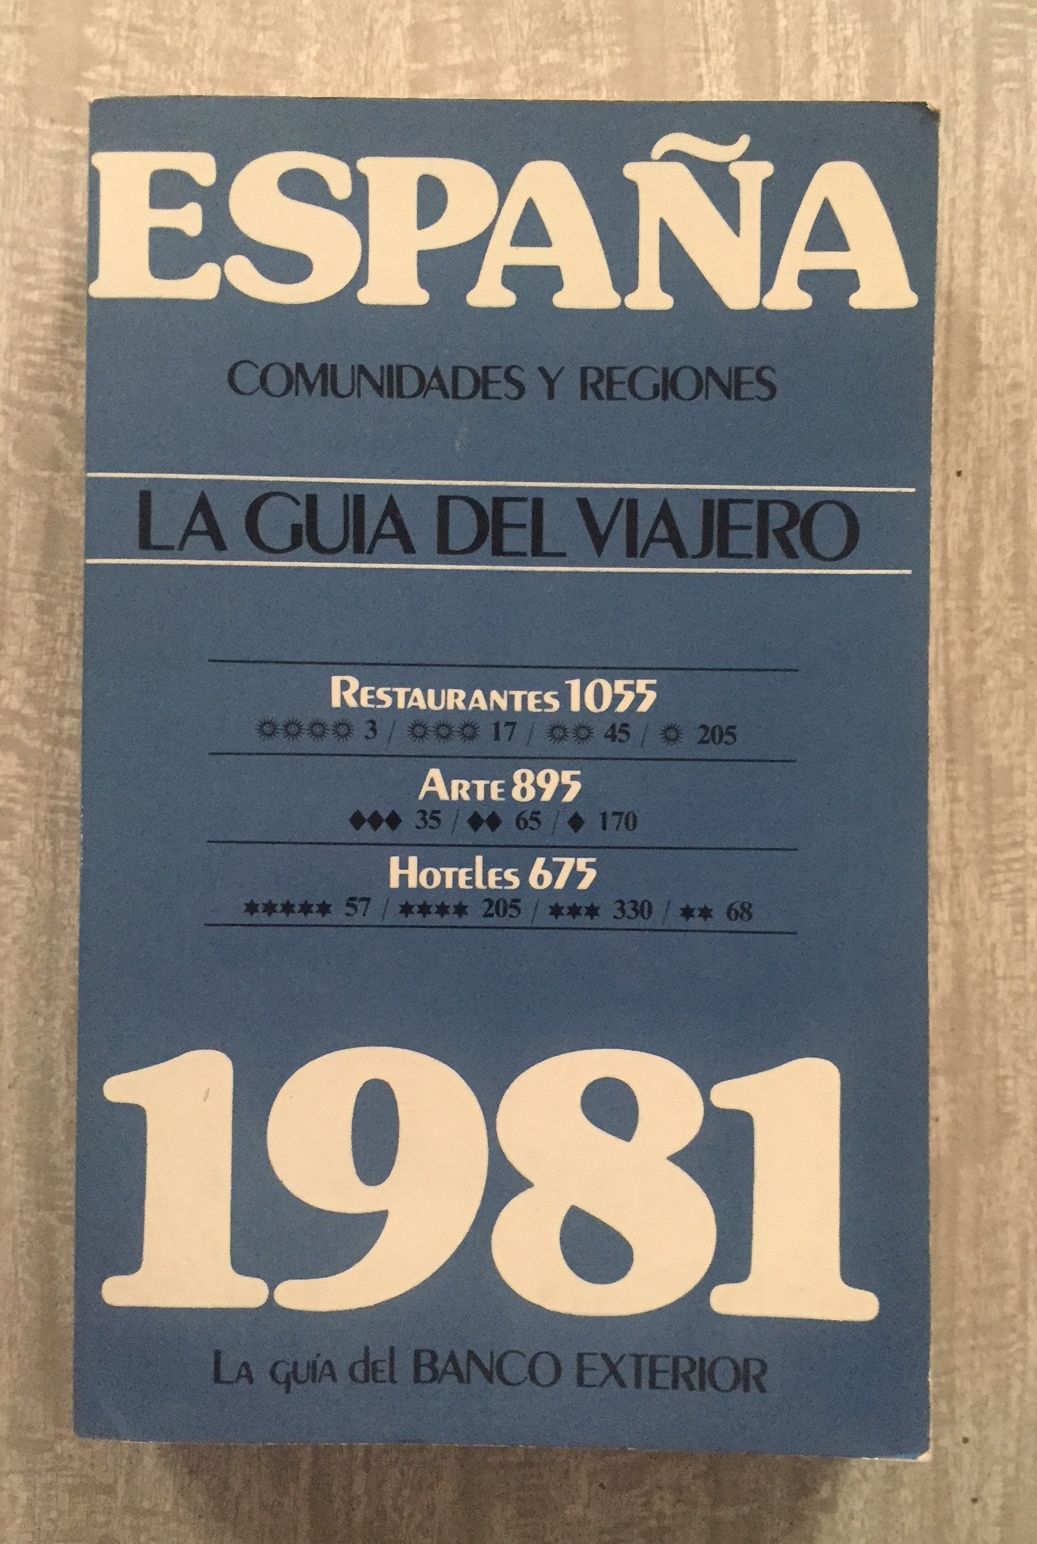 ESPAÑA
COMUNIDADES Y REGIONES
LA GUIA DEL VIAJERO
RESTAURANTES 1055
✹✹✹✹ 3 / ✹✹✹ 17 / ✹✹ 45 / ✹ 205
ARTE 895
♦♦♦ 35 / ♦♦ 65 / ♦ 170
HOTELES 675
✶✶✶✶✶ 57 / ✶✶✶✶ 205 / ✶✶✶ 330 / ✶✶ 68
1981
LA GUÍA del BANCO EXTERIOR